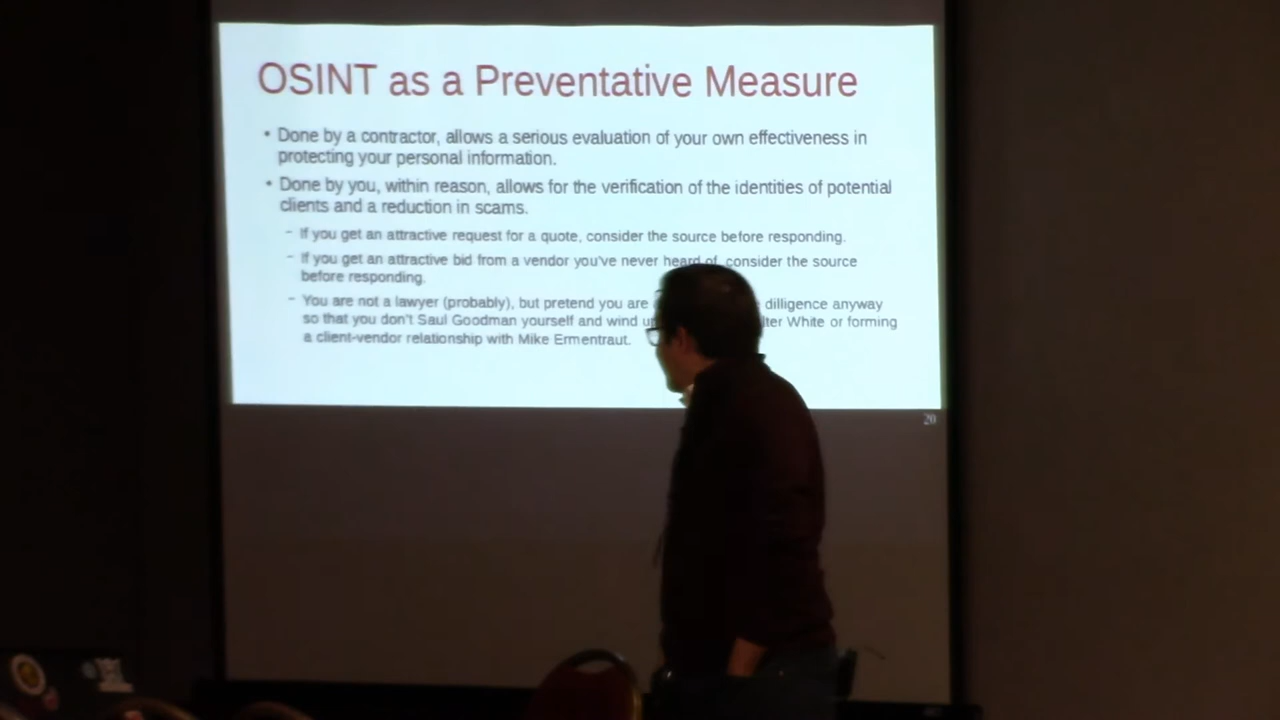 OSINT as a Preventative Measure
• Done by a contractor, allows a serious evaluation of your own effectiveness in
protecting your personal information.
• Done by you, within reason, allows for the verification of the identities of potential
clients and a reduction in scams.
– If you get an attractive request for a quote, consider the source before responding.
– If you get an attractive bid from a vendor you've never heard of, consider the source
before responding.
– You are not a lawyer (probably), but pretend you are dilligence anyway
so that you don't Saul Goodman yourself and wind White or forming
a client-vendor relationship with Mike Ermentraut.
20